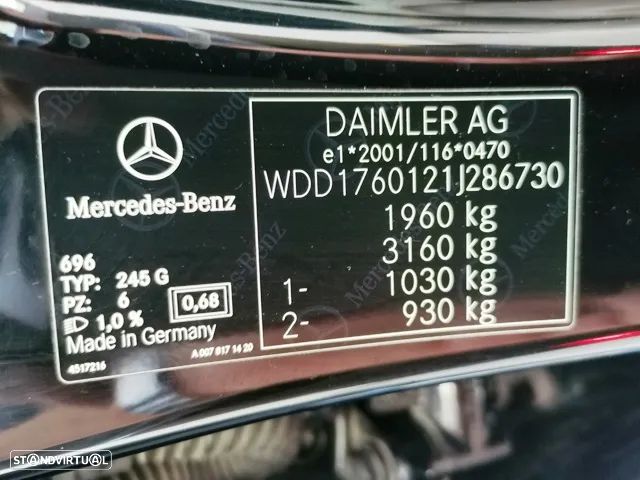 Mercedes-Benz
696
TYP: 245 G
PZ: 6
0,68
1,0 %
Made in Germany
4517216
A 007 817 14 20
DAIMLER AG
e1*2001/116*0470
WDD1760121J286730
1960 kg
3160 kg
1- 1030 kg
2- 930 kg
STANDVIRTUAL